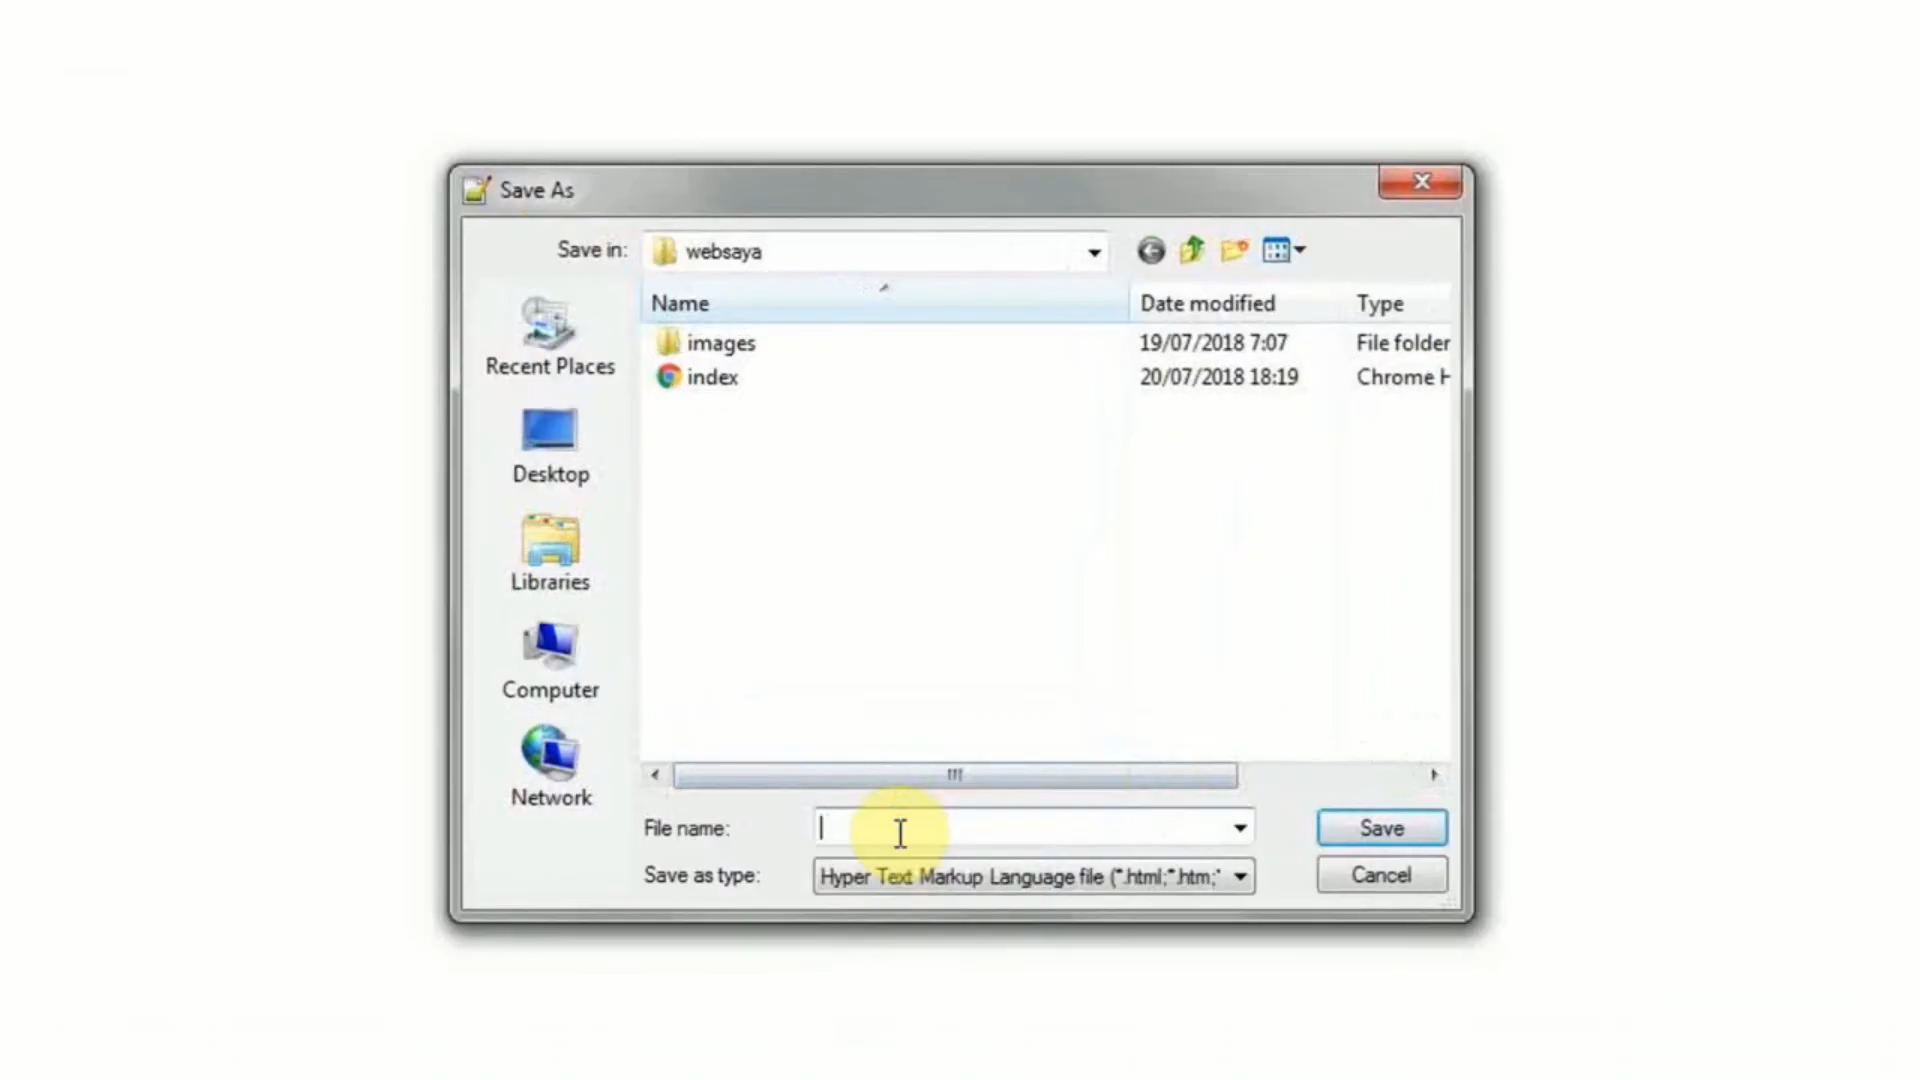 Save As
Save in: websaya
Name Date modified Type
images 19/07/2018 7:07 File folder
index 20/07/2018 18:19 Chrome H
Recent Places
Desktop
Libraries
Computer
Network
File name: Save
Save as type: Hyper Text Markup Language file (*.html;*.htm;* Cancel